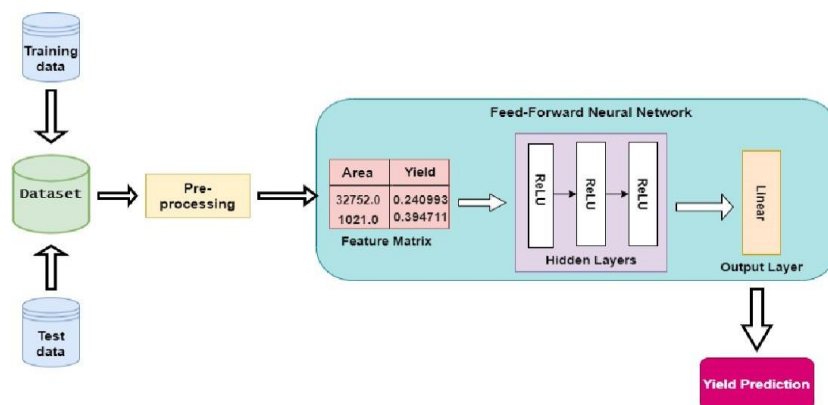 Training
data
Dataset
Test
data
Pre-
processing
Feed-Forward Neural Network
Area Yield
32752.0 0.240993
1021.0 0.394711
Feature Matrix
ReLU
ReLU
ReLU
Hidden Layers
Linear
Output Layer
Yield Prediction